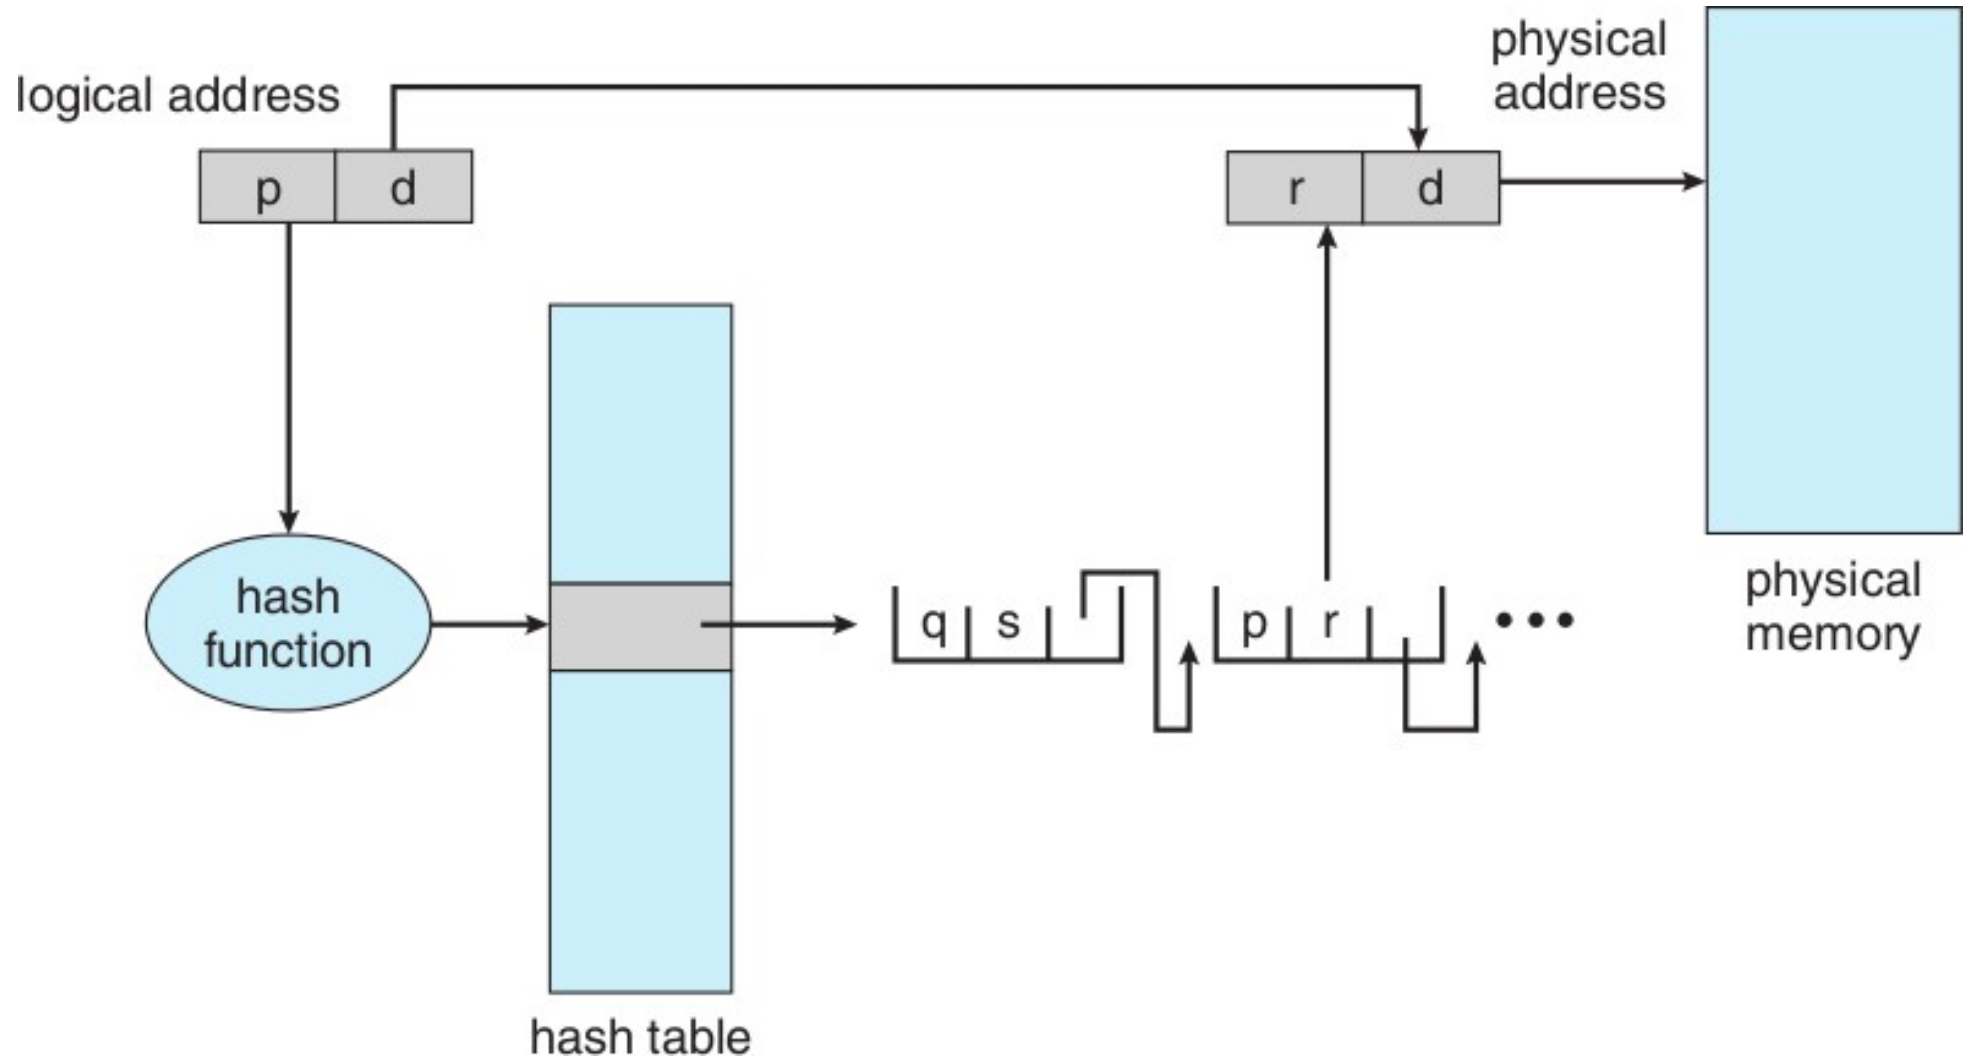 logical address
physical
address
p d
r d
hash
function
q s
p r
physical
memory
hash table